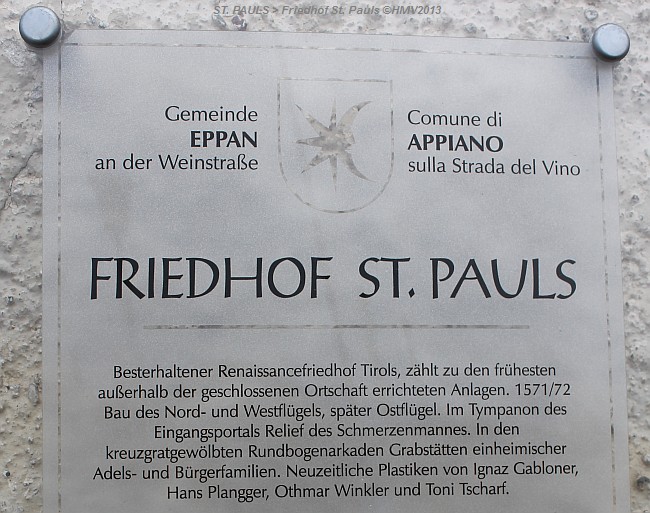 ST. PAULS > Friedhof St. Pauls ©HMV2013
Gemeinde
EPPAN
an der Weinstraße
Comune di
APPIANO
sulla Strada del Vino
FRIEDHOF ST. PAULS
Besterhaltener Renaissancefriedhof Tirols, zählt zu den frühesten
außerhalb der geschlossenen Ortschaft errichteten Anlagen. 1571/72
Bau des Nord- und Westflügels, später Ostflügel. Im Tympanon des
Eingangsportals Relief des Schmerzenmannes. In den
kreuzgratgewölbten Rundbogenarkaden Grabstätten einheimischer
Adels- und Bürgerfamilien. Neuzeitliche Plastiken von Ignaz Gabloner,
Hans Plangger, Othmar Winkler und Toni Tscharf.